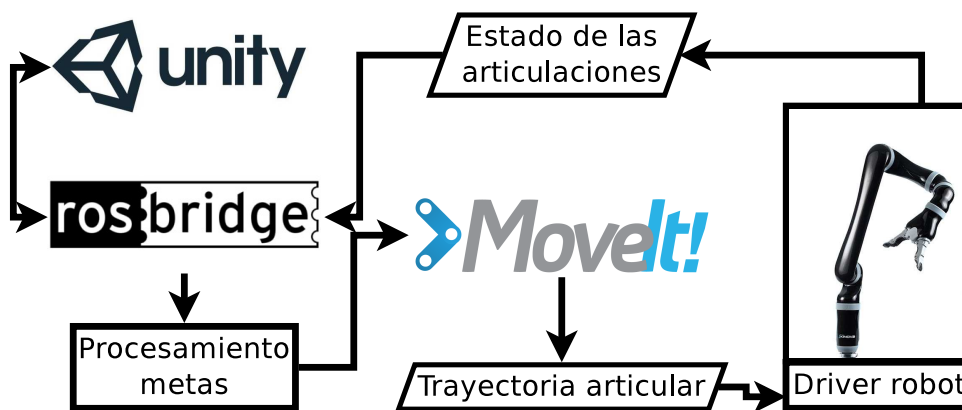 unity
Estado de las
articulaciones
rosbridge
MoveIt!
Procesamiento
metas
Trayectoria articular
Driver robot